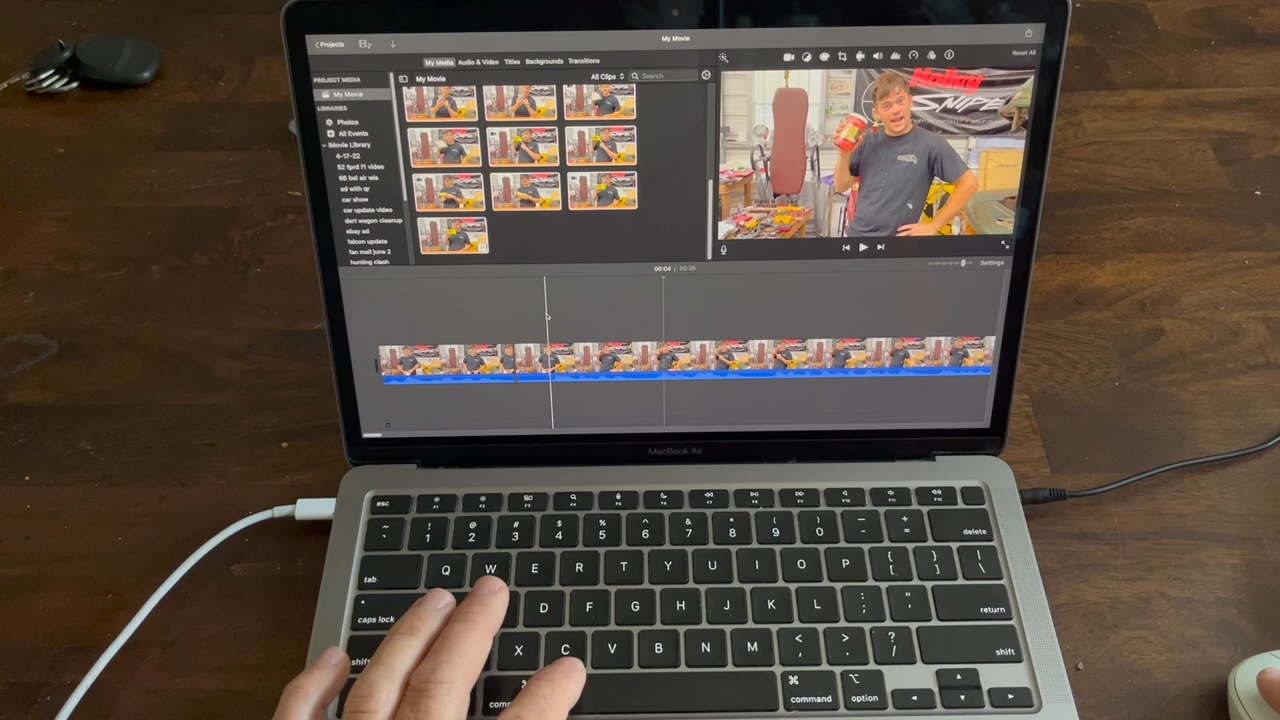 Projects
My Movie
My Media Audio & Video Titles Backgrounds Transitions
Reset All
PROJECT MEDIA
My Movie
LIBRARIES
Photos
All Events
iMovie Library
4-17-22
52 fprd f1 video
66 bel air wis
ad with qr
car show
car update video
dart wagon cleanup
ebay ad
falcon update
fan mail june 2
hunting clash
My Movie
All Clips
Search
Holley
SNIPER
00:04 / 05:35
Settings
MacBook Air
esc F1 F2 F3 F4 F5 F6 F7 F8 F9 F10 F11 F12
~ ` ! 1 @ 2 # 3 $ 4 % 5 ^ 6 & 7 * 8 ( 9 ) 0 — - + = delete
tab Q W E R T Y U I O P { [ } ] | \
caps lock D F G H J K L : ; " ' return
shift X C V B N M < , > . ? / shift
⌘ command ⌥ option